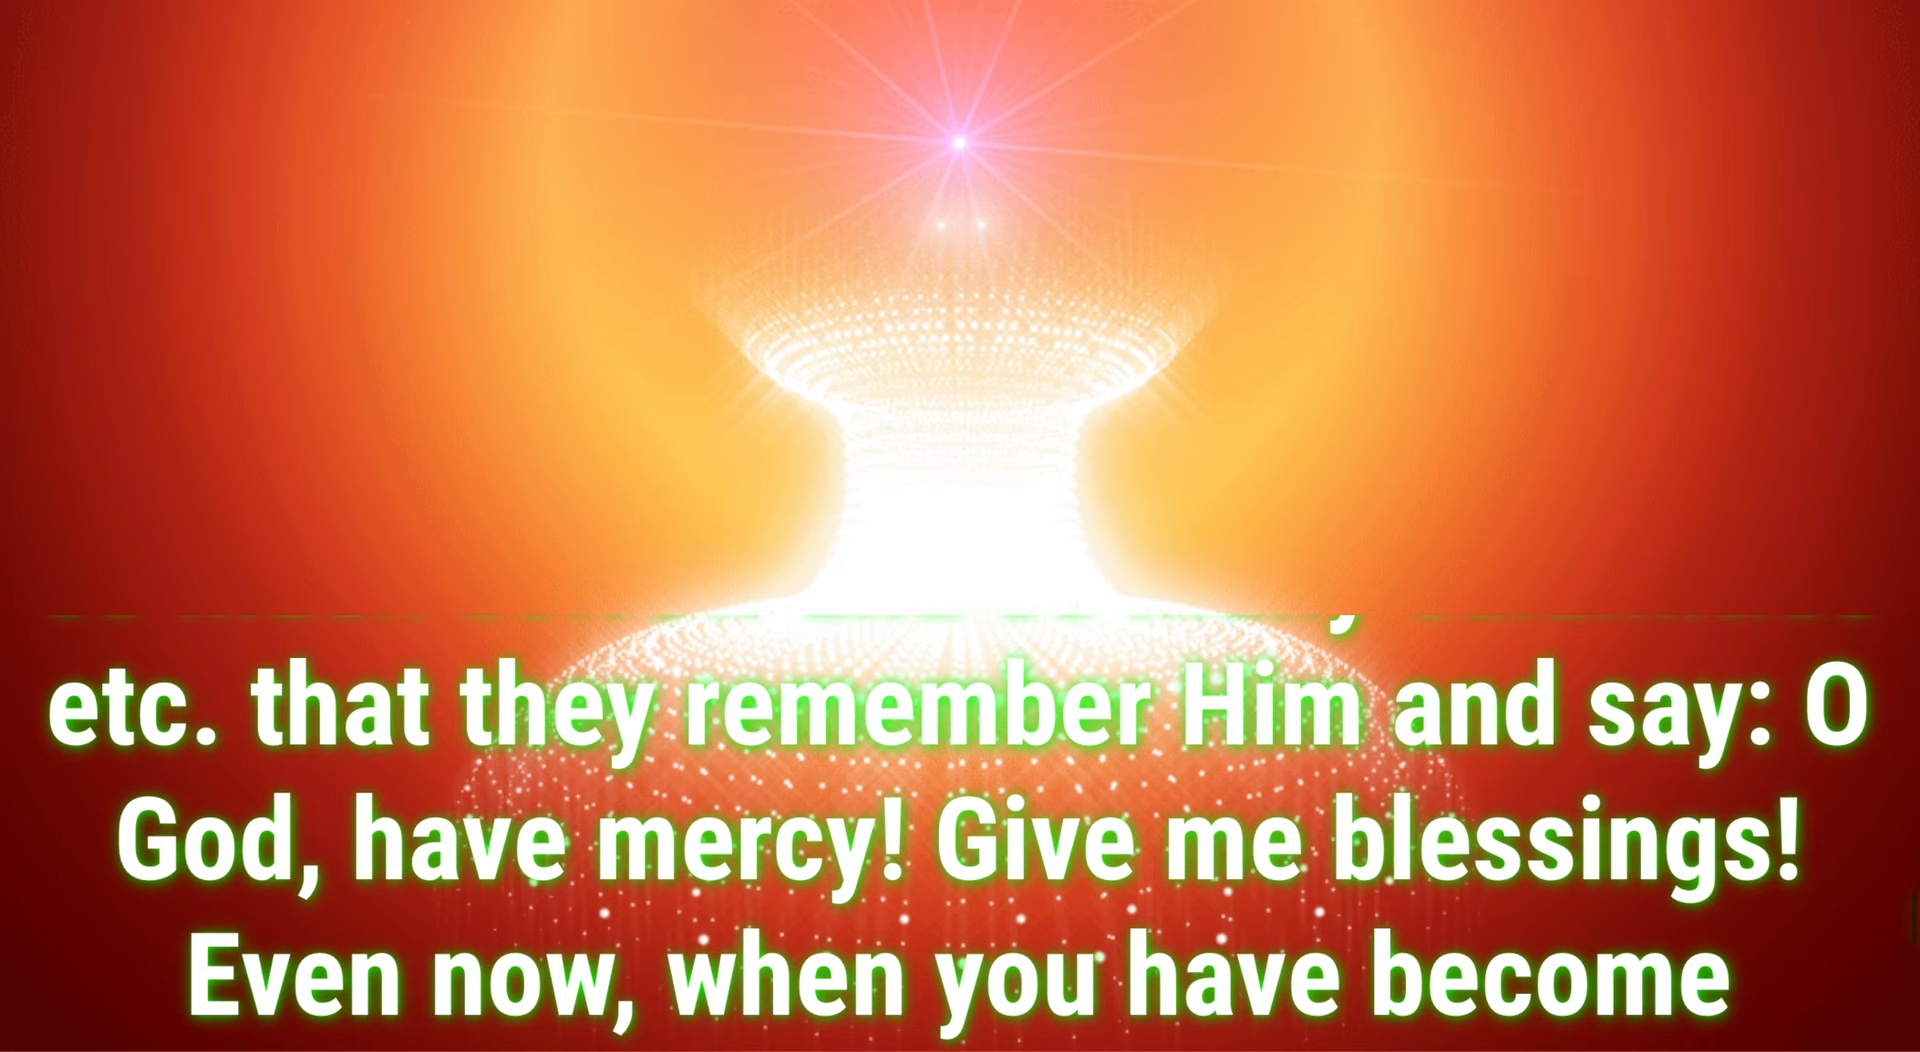 etc. that they remember Him and say: O
God, have mercy! Give me blessings!
Even now, when you have become